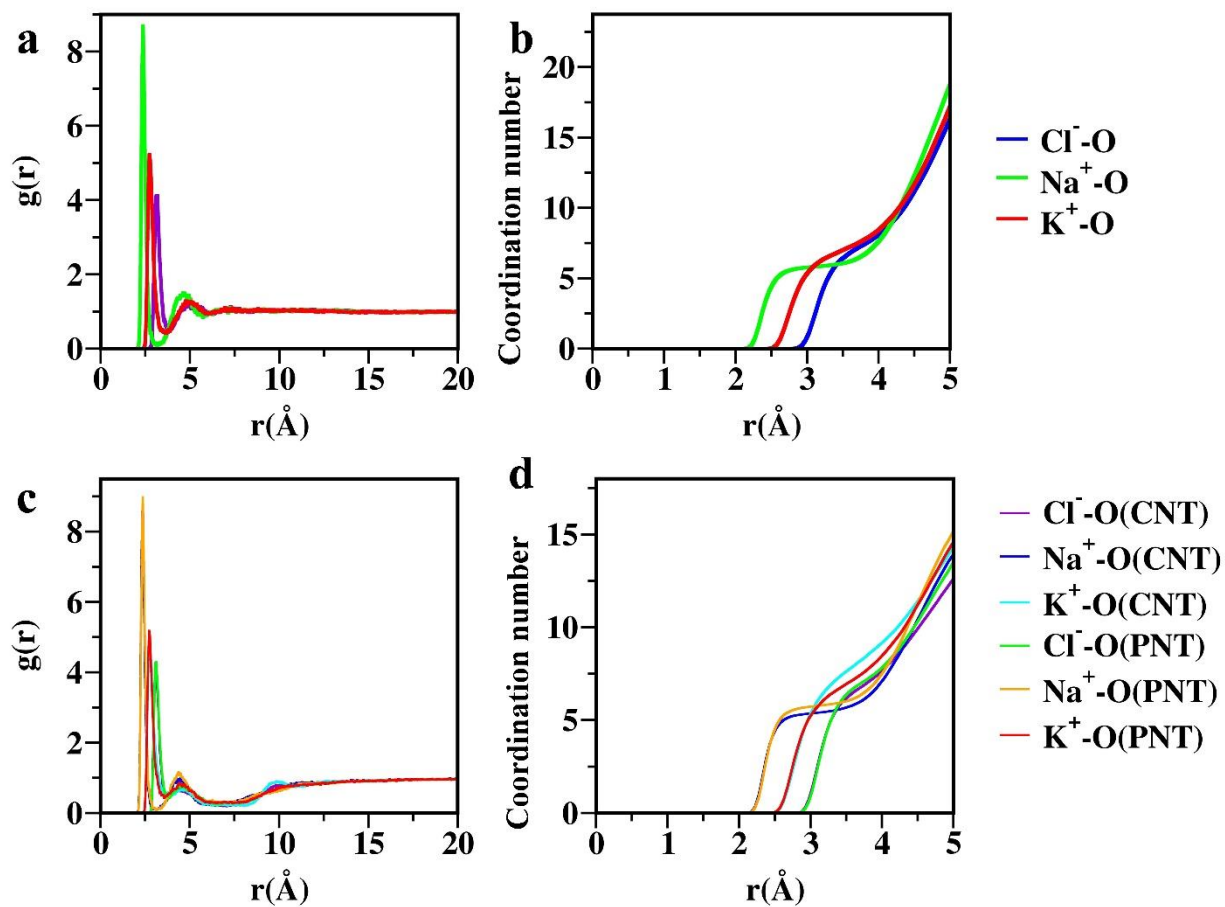 a
8
6
4
2
0
g(r)
0 5 10 15 20
r(Å)
b
20
15
10
5
0
Coordination number
0 1 2 3 4 5
r(Å)
Cl⁻-O
Na⁺-O
K⁺-O
c
8
6
4
2
0
g(r)
0 5 10 15 20
r(Å)
d
15
10
5
0
Coordination number
0 1 2 3 4 5
r(Å)
Cl⁻-O(CNT)
Na⁺-O(CNT)
K⁺-O(CNT)
Cl⁻-O(PNT)
Na⁺-O(PNT)
K⁺-O(PNT)